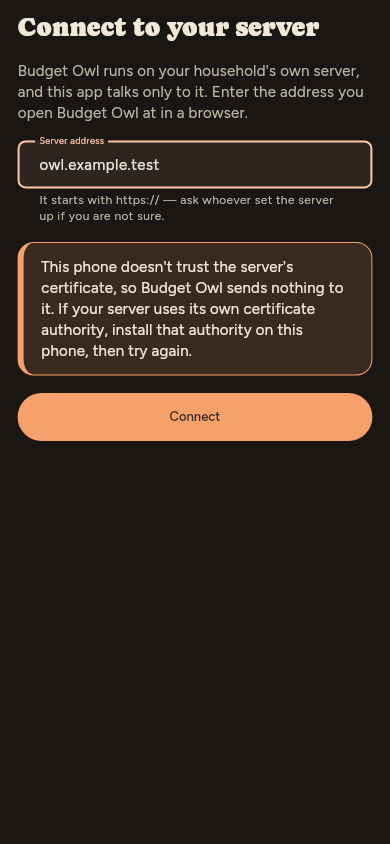 Connect to your server
Budget Owl runs on your household's own server,
and this app talks only to it. Enter the address you
open Budget Owl at in a browser.
Server address
owl.example.test
It starts with https:// — ask whoever set the server
up if you are not sure.
This phone doesn't trust the server's
certificate, so Budget Owl sends nothing to
it. If your server uses its own certificate
authority, install that authority on this
phone, then try again.
Connect